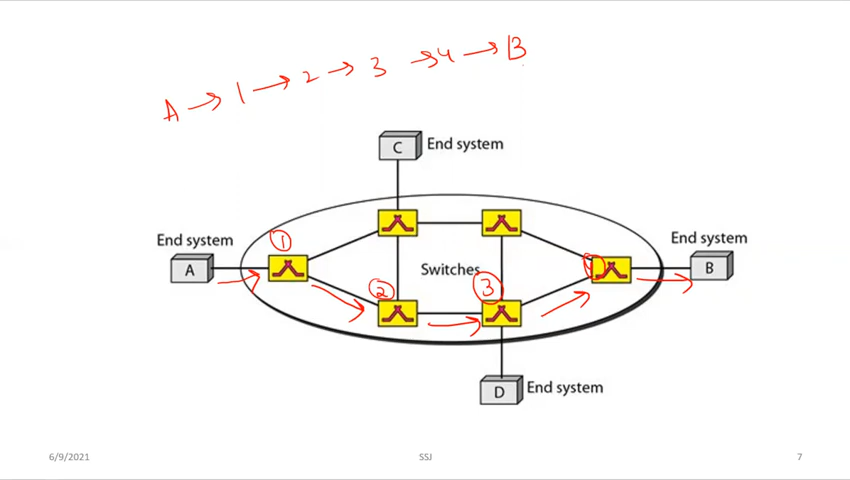 A → 1 → 2 → 3 → 4 → B
C End system
End system
1
End system
A
2
Switches
3
4
B
D End system
6/9/2021 SSJ 7